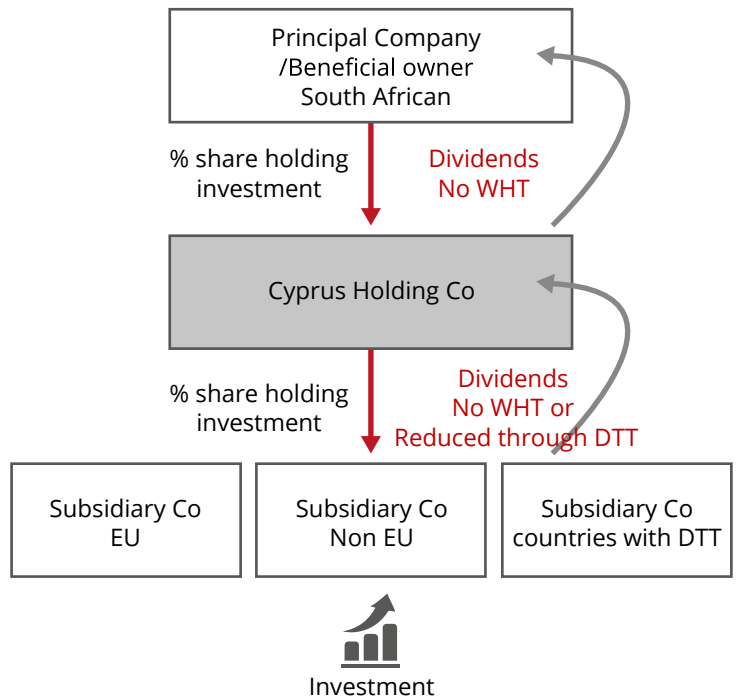 Principal Company
/Beneficial owner
South African
% share holding
investment
Dividends
No WHT
Cyprus Holding Co
% share holding
investment
Dividends
No WHT or
Reduced through DTT
Subsidiary Co
EU
Subsidiary Co
Non EU
Subsidiary Co
countries with DTT
Investment